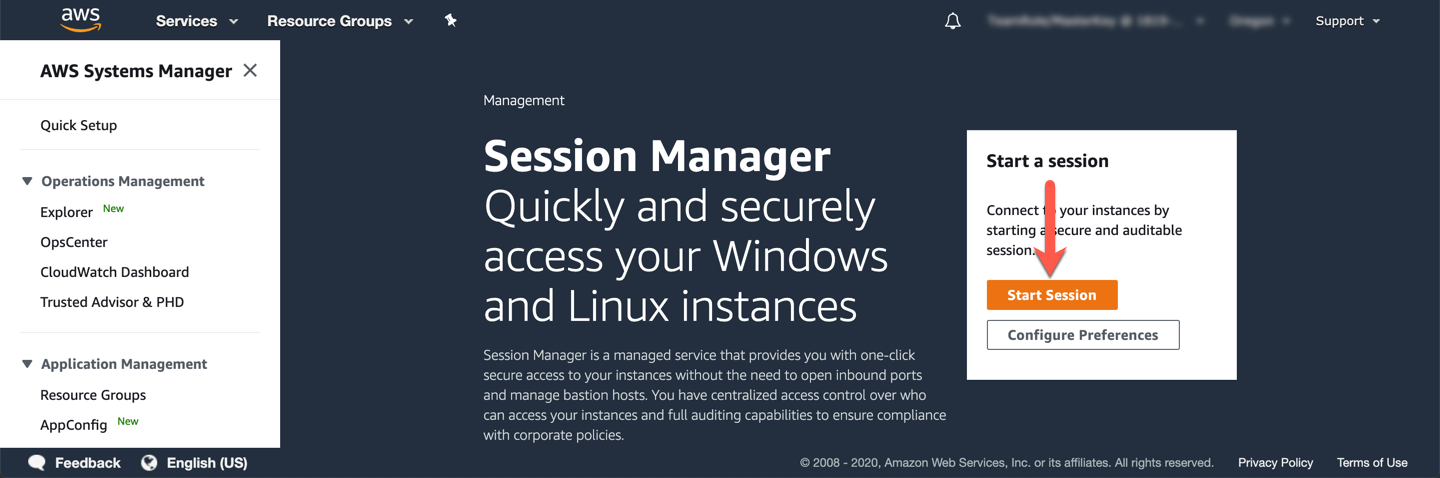 aws
Services
Resource Groups
Support
AWS Systems Manager
Quick Setup
Operations Management
Explorer New
OpsCenter
CloudWatch Dashboard
Trusted Advisor & PHD
Application Management
Resource Groups
AppConfig New
Management
Session Manager
Quickly and securely
access your Windows
and Linux instances
Session Manager is a managed service that provides you with one-click
secure access to your instances without the need to open inbound ports
and manage bastion hosts. You have centralized access control over who
can access your instances and full auditing capabilities to ensure compliance
with corporate policies.
Start a session
Connect to your instances by
starting a secure and auditable
session.
Start Session
Configure Preferences
Feedback
English (US)
© 2008 - 2020, Amazon Web Services, Inc. or its affiliates. All rights reserved.
Privacy Policy
Terms of Use